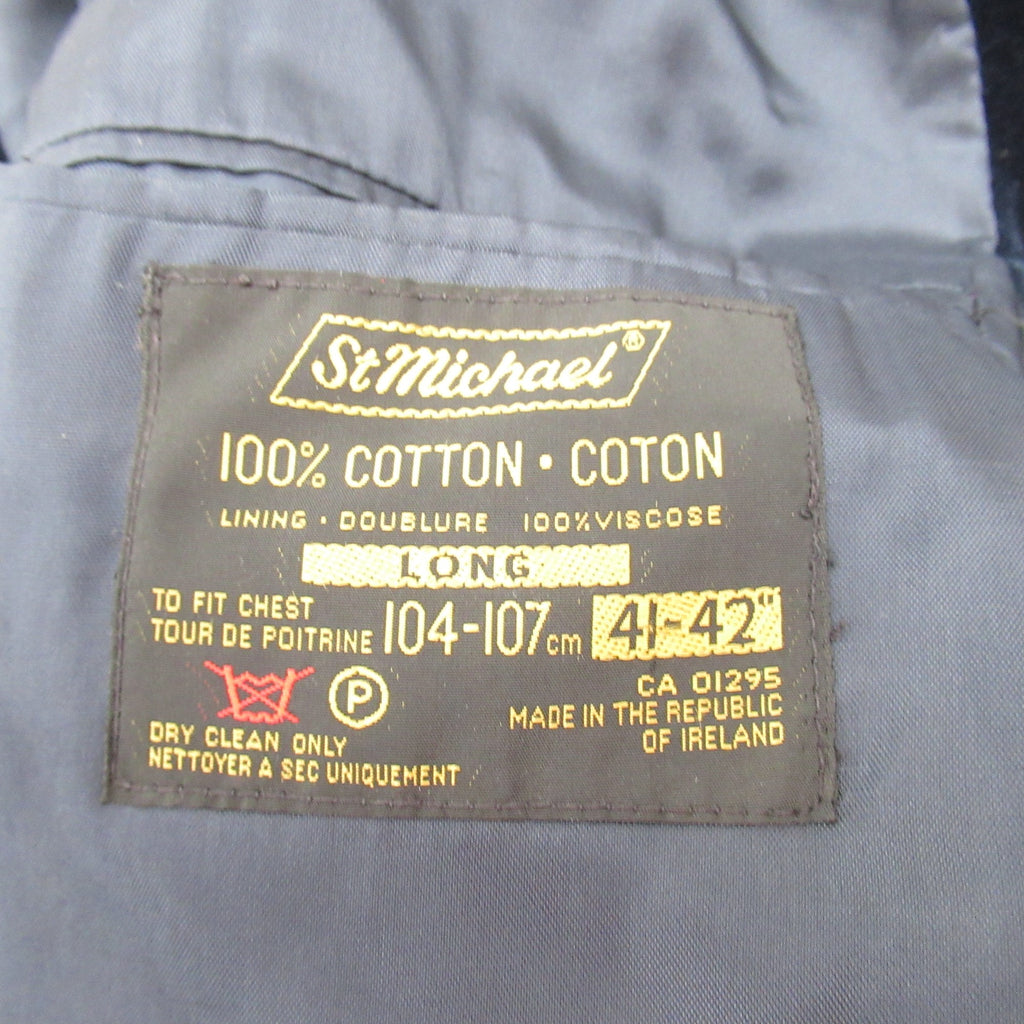 St Michael®
100% COTTON • COTON
LINING • DOUBLURE 100% VISCOSE
LONG
TO FIT CHEST
TOUR DE POITRINE 104-107cm 41-42"
P
CA 01295
MADE IN THE REPUBLIC
OF IRELAND
DRY CLEAN ONLY
NETTOYER A SEC UNIQUEMENT